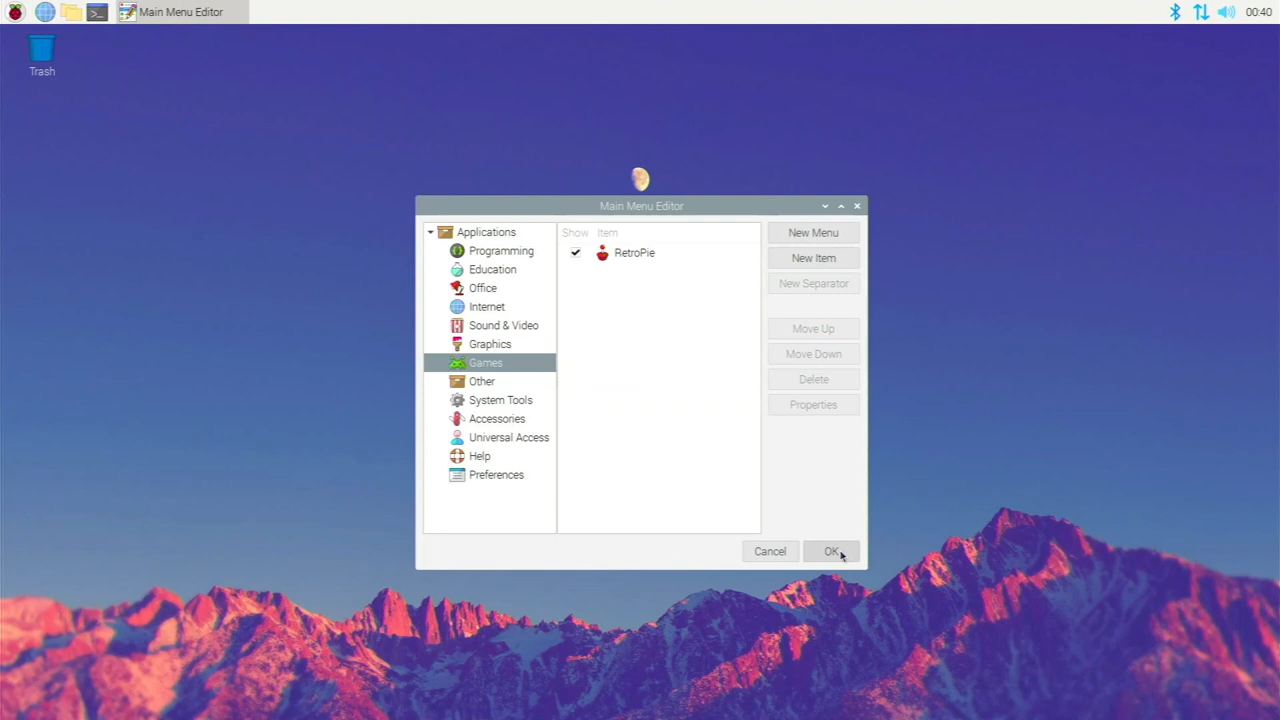 Main Menu Editor
00:40
Trash
Main Menu Editor
Applications
Programming
Education
Office
Internet
Sound & Video
Graphics
Games
Other
System Tools
Accessories
Universal Access
Help
Preferences
Show Item
RetroPie
New Menu
New Item
New Separator
Move Up
Move Down
Delete
Properties
Cancel
OK